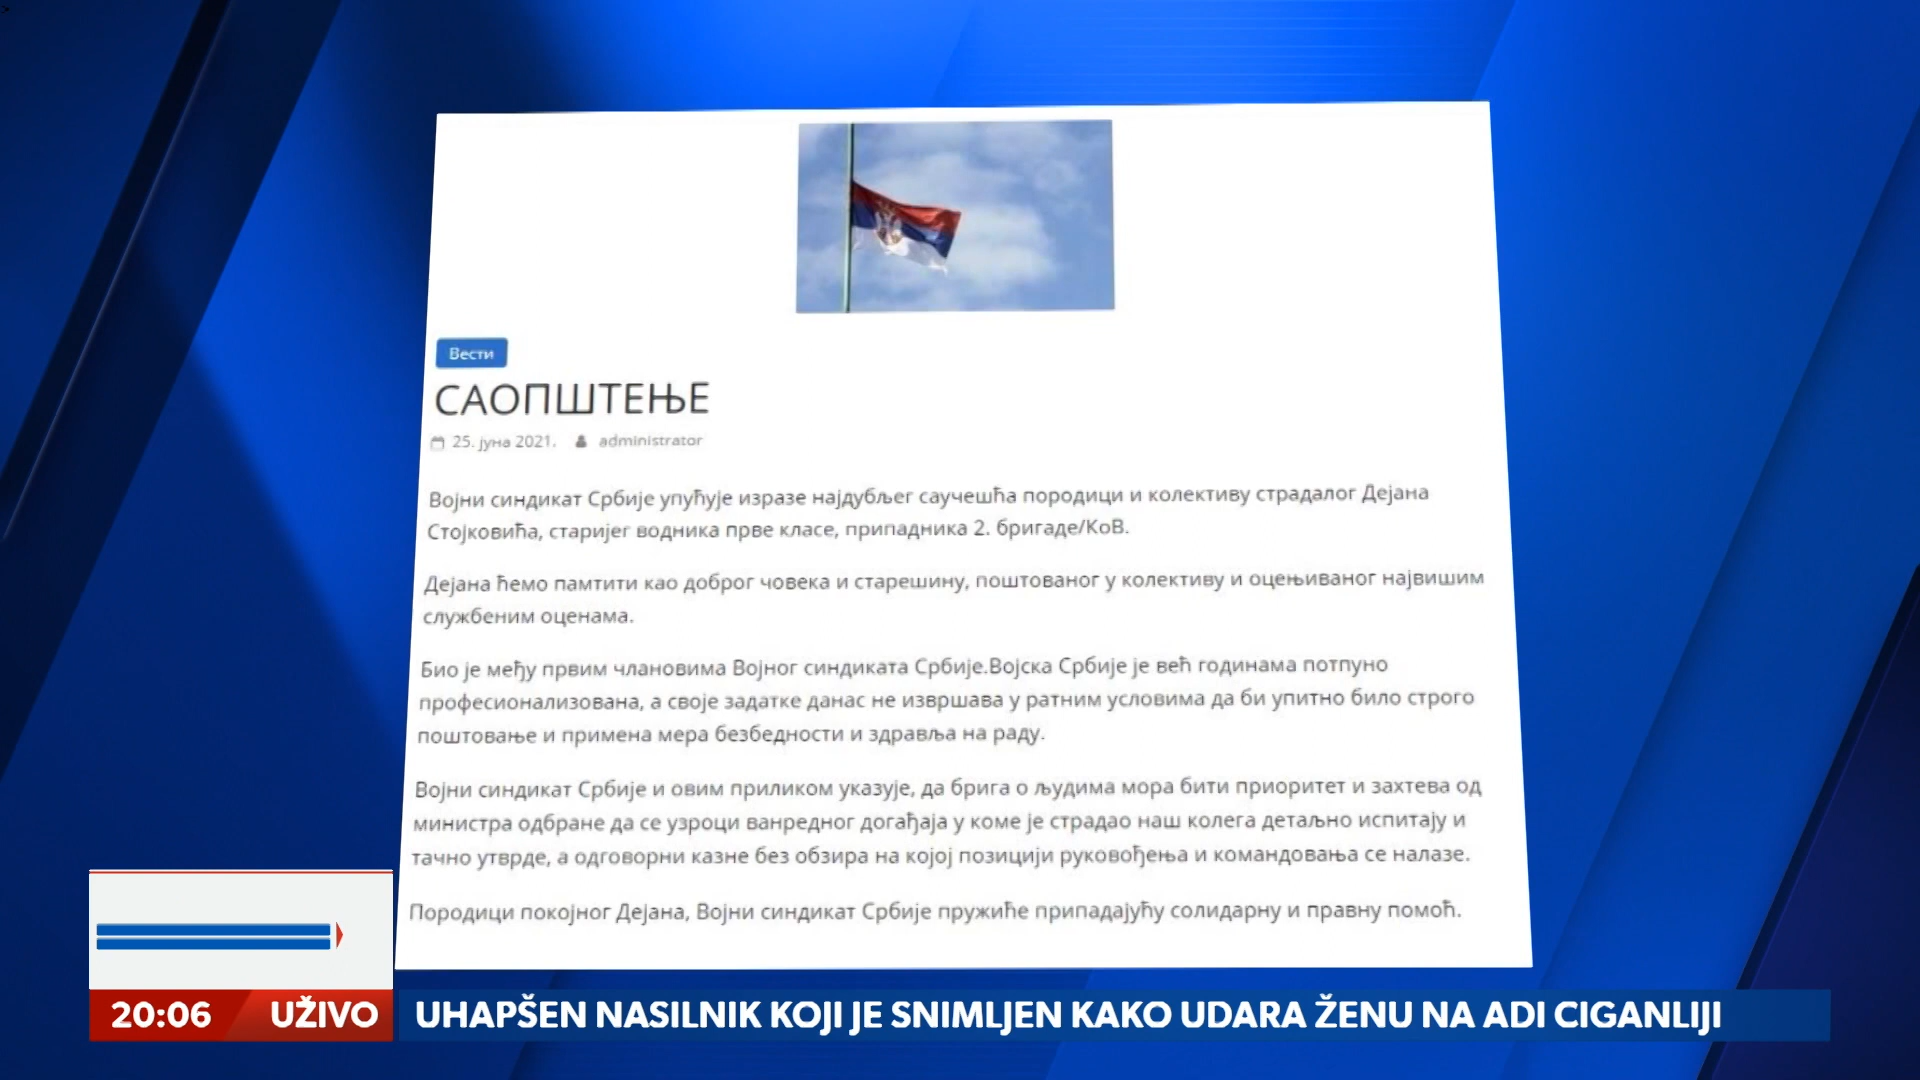 Вести
САОПШТЕЊЕ
25. јуна 2021. administrator
Војни синдикат Србије упућује изразе најдубљег саучешћа породици и колективу страдалог Дејана
Стојковића, старијег водника прве класе, припадника 2. бригаде/КоВ.
Дејана ћемо памтити као доброг човека и старешину, поштованог у колективу и оцењиваног највишим
службеним оценама.
Био је међу првим члановима Војног синдиката Србије.Војска Србије је већ годинама потпуно
професионализована, а своје задатке данас не извршава у ратним условима да би упитно било строго
поштовање и примена мера безбедности и здравља на раду.
Војни синдикат Србије и овим приликом указује, да брига о људима мора бити приоритет и захтева од
министра одбране да се узроци ванредног догађаја у коме је страдао наш колега детаљно испитају и
тачно утврде, а одговорни казне без обзира на којој позицији руковођења и командовања се налазе.
Породици покојног Дејана, Војни синдикат Србије пружиће припадајућу солидарну и правну помоћ.
20:06 UŽIVO UHAPŠEN NASILNIK KOJI JE SNIMLJEN KAKO UDARA ŽENU NA ADI CIGANLIJI